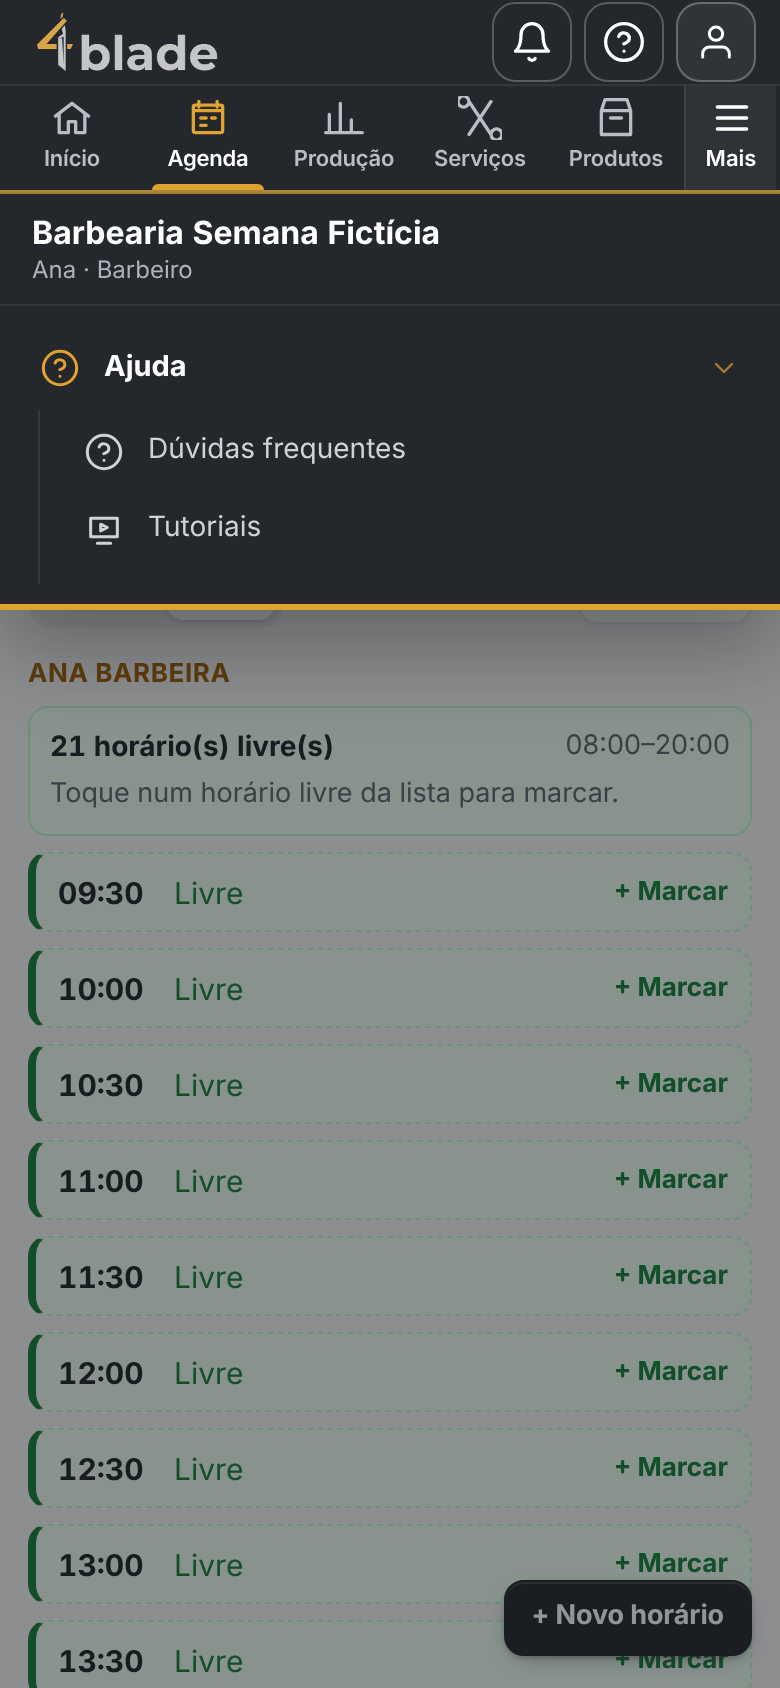 4blade
Início
Agenda
Produção
Serviços
Produtos
Mais
Barbearia Semana Fictícia
Ana · Barbeiro
Ajuda
Dúvidas frequentes
Tutoriais
ANA BARBEIRA
21 horário(s) livre(s) 08:00–20:00
Toque num horário livre da lista para marcar.
09:30 Livre + Marcar
10:00 Livre + Marcar
10:30 Livre + Marcar
11:00 Livre + Marcar
11:30 Livre + Marcar
12:00 Livre + Marcar
12:30 Livre + Marcar
13:00 Livre + Marcar
+ Novo horário
13:30 Livre + Marcar